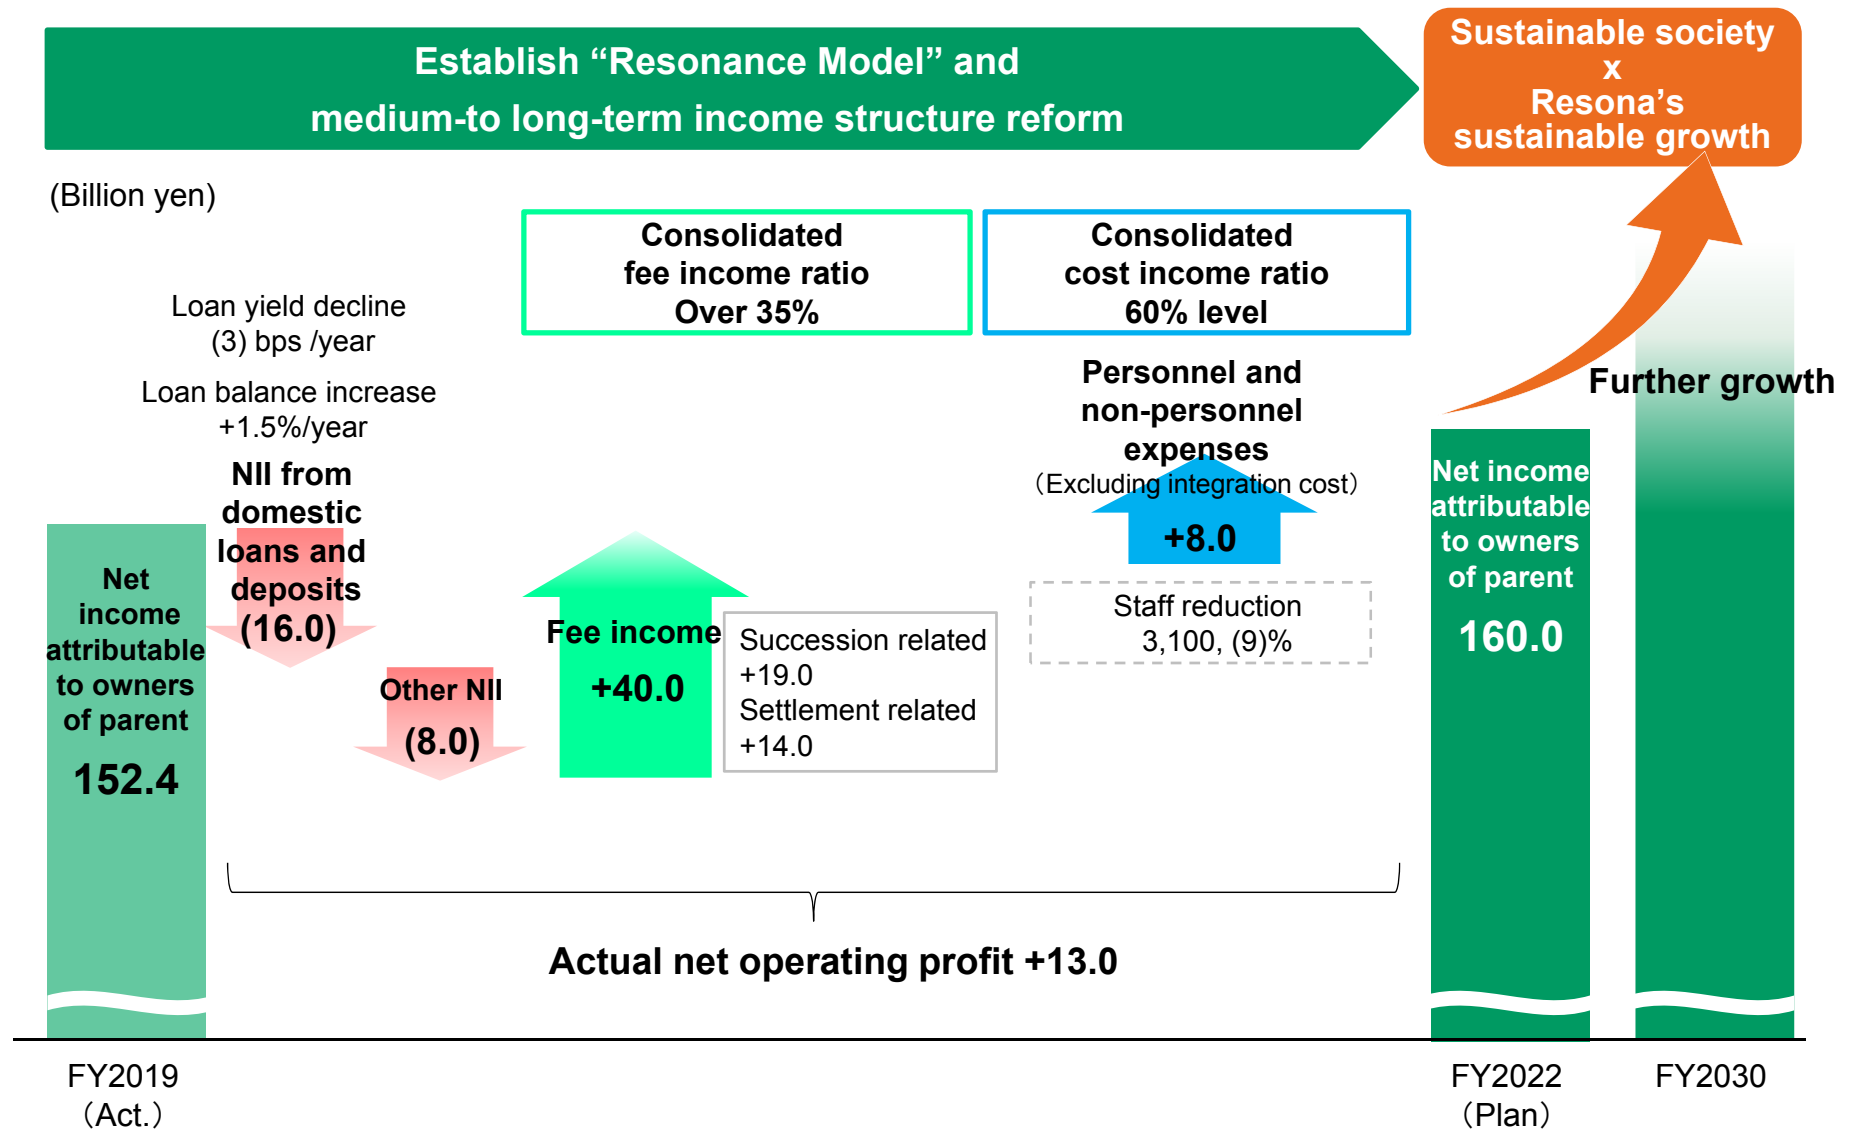 Establish “Resonance Model” and
medium-to long-term income structure reform
Sustainable society
x
Resona’s
sustainable growth
(Billion yen)
Consolidated
fee income ratio
Over 35%
Consolidated
cost income ratio
60% level
Loan yield decline
(3) bps /year
Loan balance increase
+1.5%/year
NII from
domestic
loans and
deposits
(16.0)
Other NII
(8.0)
Fee income
+40.0
Succession related
+19.0
Settlement related
+14.0
Personnel and
non-personnel
expenses
（Excluding integration cost）
+8.0
Staff reduction
3,100, (9)%
Further growth
Net
income
attributable
to owners
of parent
152.4
Net income
attributable
to owners
of parent
160.0
Actual net operating profit +13.0
FY2019
（Act.）
FY2022
（Plan）
FY2030